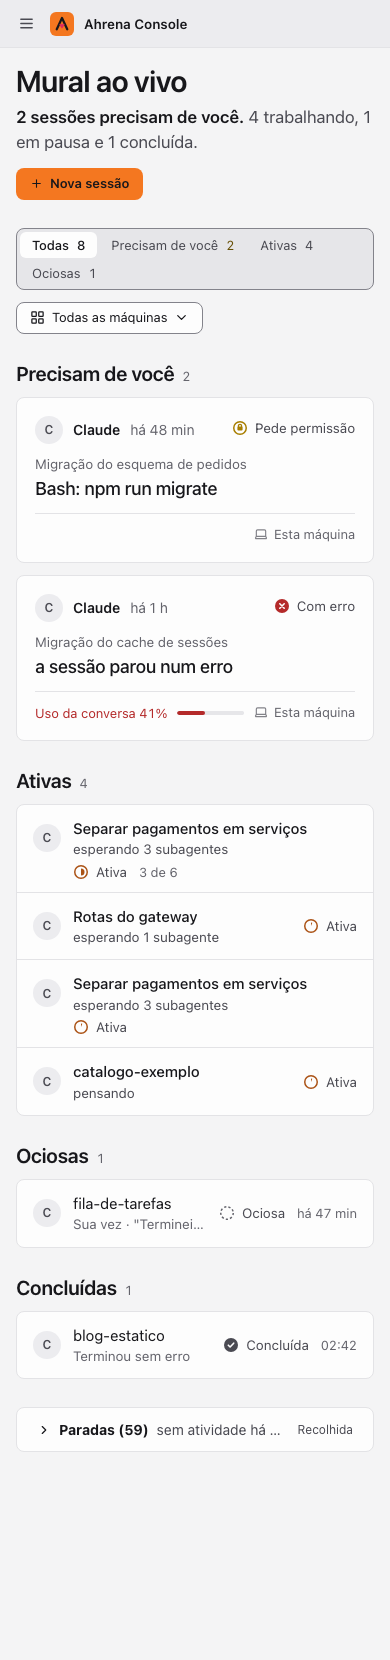 Ahrena Console
Mural ao vivo
2 sessões precisam de você. 4 trabalhando, 1
em pausa e 1 concluída.
+ Nova sessão
Todas 8 Precisam de você 2 Ativas 4
Ociosas 1
Todas as máquinas
Precisam de você 2
C Claude há 48 min Pede permissão
Migração do esquema de pedidos
Bash: npm run migrate
Esta máquina
C Claude há 1 h Com erro
Migração do cache de sessões
a sessão parou num erro
Uso da conversa 41% Esta máquina
Ativas 4
C Separar pagamentos em serviços
esperando 3 subagentes
Ativa 3 de 6
C Rotas do gateway
esperando 1 subagente
Ativa
C Separar pagamentos em serviços
esperando 3 subagentes
Ativa
C catalogo-exemplo
pensando
Ativa
Ociosas 1
C fila-de-tarefas
Sua vez · "Terminei...
Ociosa há 47 min
Concluídas 1
C blog-estatico
Terminou sem erro
Concluída 02:42
Paradas (59) sem atividade há ... Recolhida